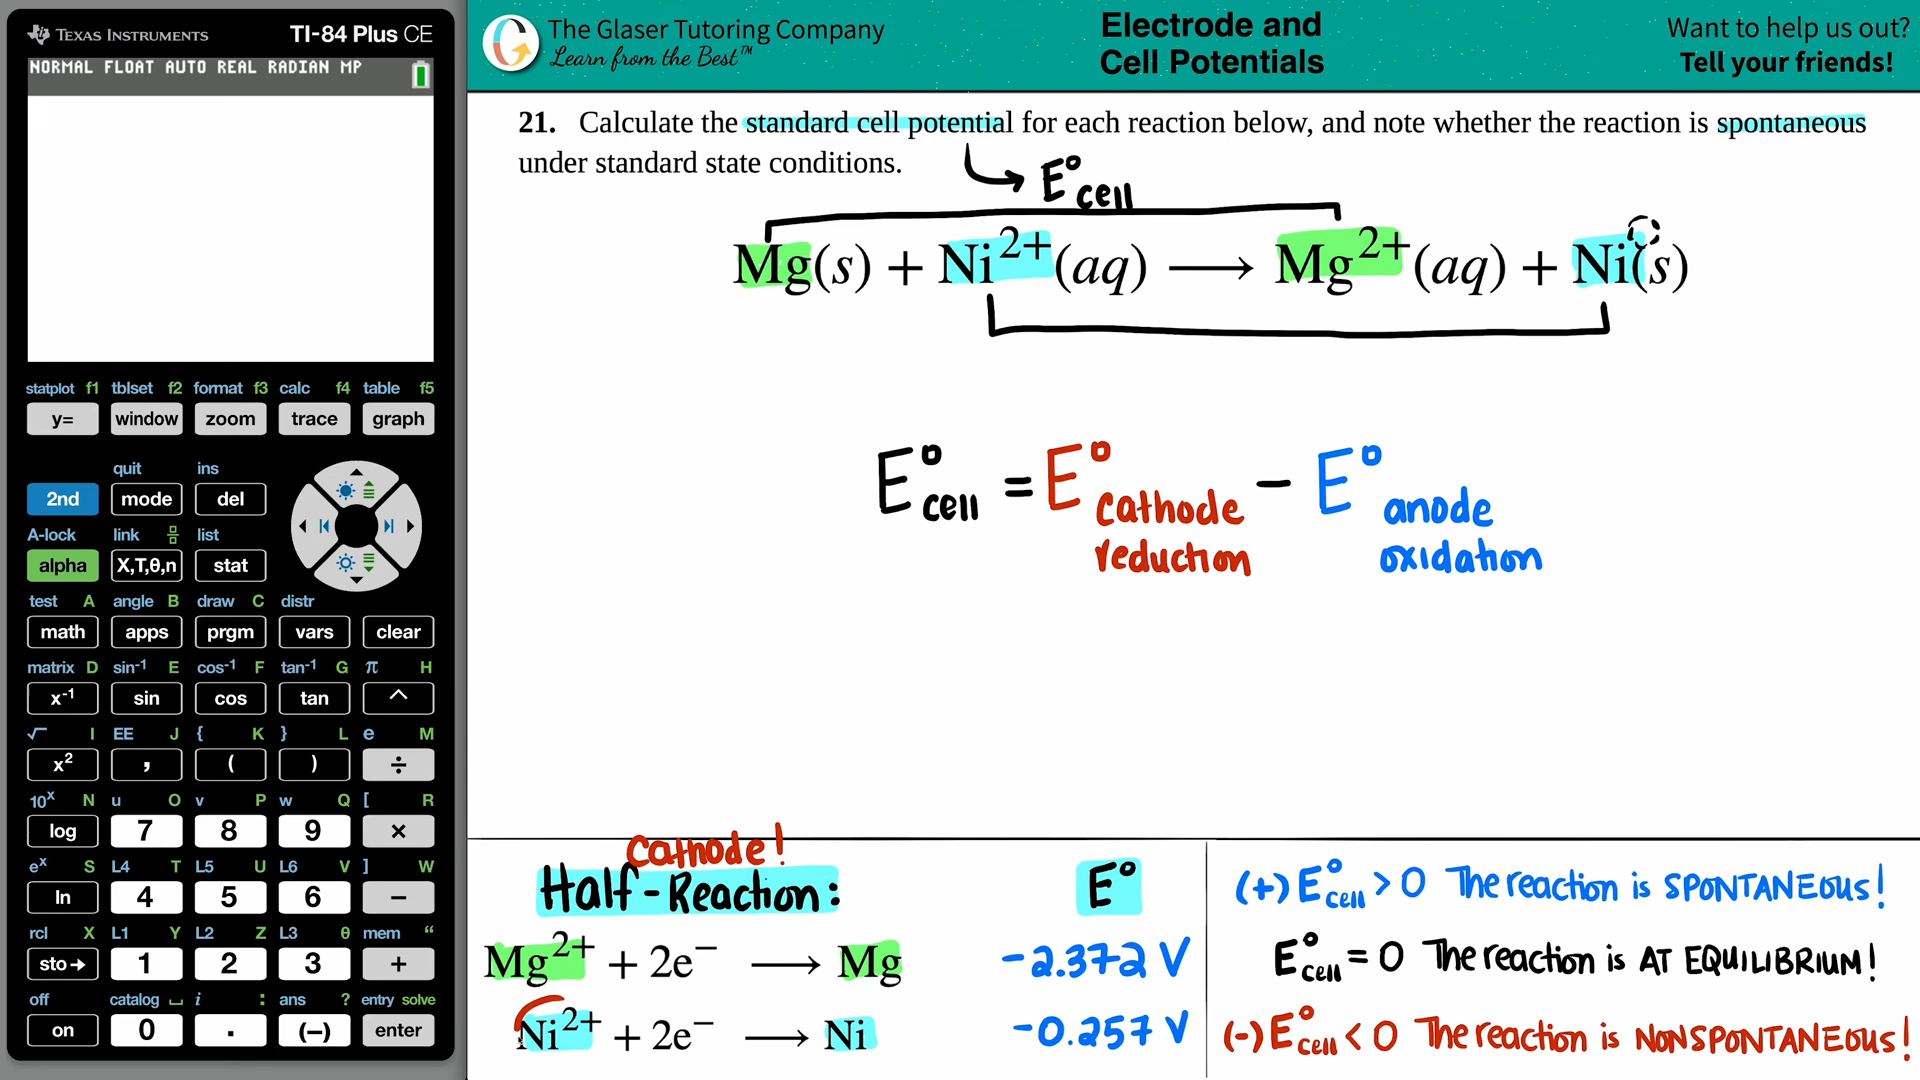 TEXAS INSTRUMENTS TI-84 Plus CE
NORMAL FLOAT AUTO REAL RADIAN MP
statplot f1 tblset f2 format f3 calc f4 table f5
y= window zoom trace graph
quit ins
2nd mode del
A-lock link list
alpha X,T,θ,n stat
test A angle B draw C distr
math apps prgm vars clear
matrix D sin⁻¹ E cos⁻¹ F tan⁻¹ G π H
x⁻¹ sin cos tan ^
√ I EE J { K } L e M
x² , ( ) ÷
10ˣ N u O v P w Q [ R
log 7 8 9 ×
eˣ S L4 T L5 U L6 V ] W
ln 4 5 6 −
rcl X L1 Y L2 Z L3 θ mem “
sto→ 1 2 3 +
off catalog ␣ i : ans ? entry solve
on 0 . (−) enter
The Glaser Tutoring Company
Learn from the Best™
Electrode and
Cell Potentials
Want to help us out?
Tell your friends!
21. Calculate the standard cell potential for each reaction below, and note whether the reaction is spontaneous
under standard state conditions.
E°cell
Mg(s) + Ni²⁺(aq) ⟶ Mg²⁺(aq) + Ni(s)
E°cell = E° cathode − E° anode
reduction oxidation
Cathode!
Half-Reaction: E°
Mg²⁺ + 2e⁻ ⟶ Mg -2.372 V
Ni²⁺ + 2e⁻ ⟶ Ni -0.257 V
(+) E°cell > 0 The reaction is SPONTANEOUS!
E°cell = 0 The reaction is AT EQUILIBRIUM!
(-) E°cell < 0 The reaction is NONSPONTANEOUS!